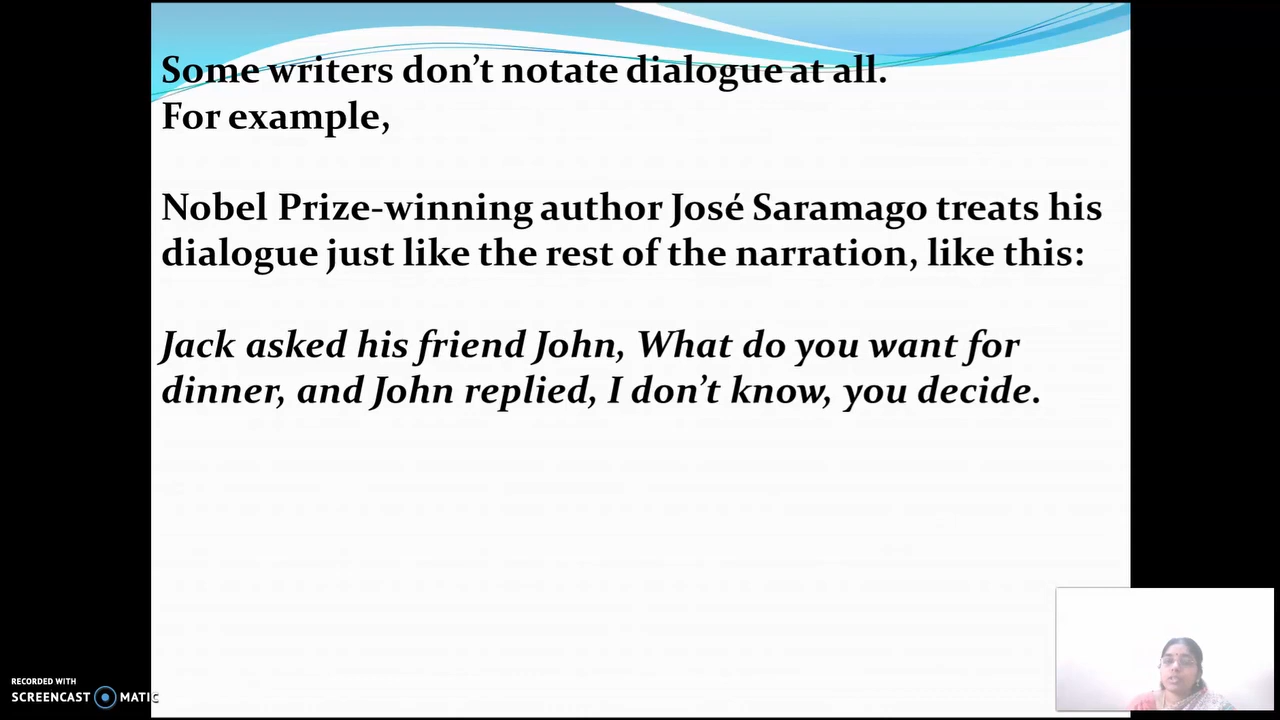 Some writers don’t notate dialogue at all.
For example,
Nobel Prize-winning author José Saramago treats his
dialogue just like the rest of the narration, like this:
Jack asked his friend John, What do you want for
dinner, and John replied, I don’t know, you decide.
RECORDED WITH
SCREENCAST MATIC